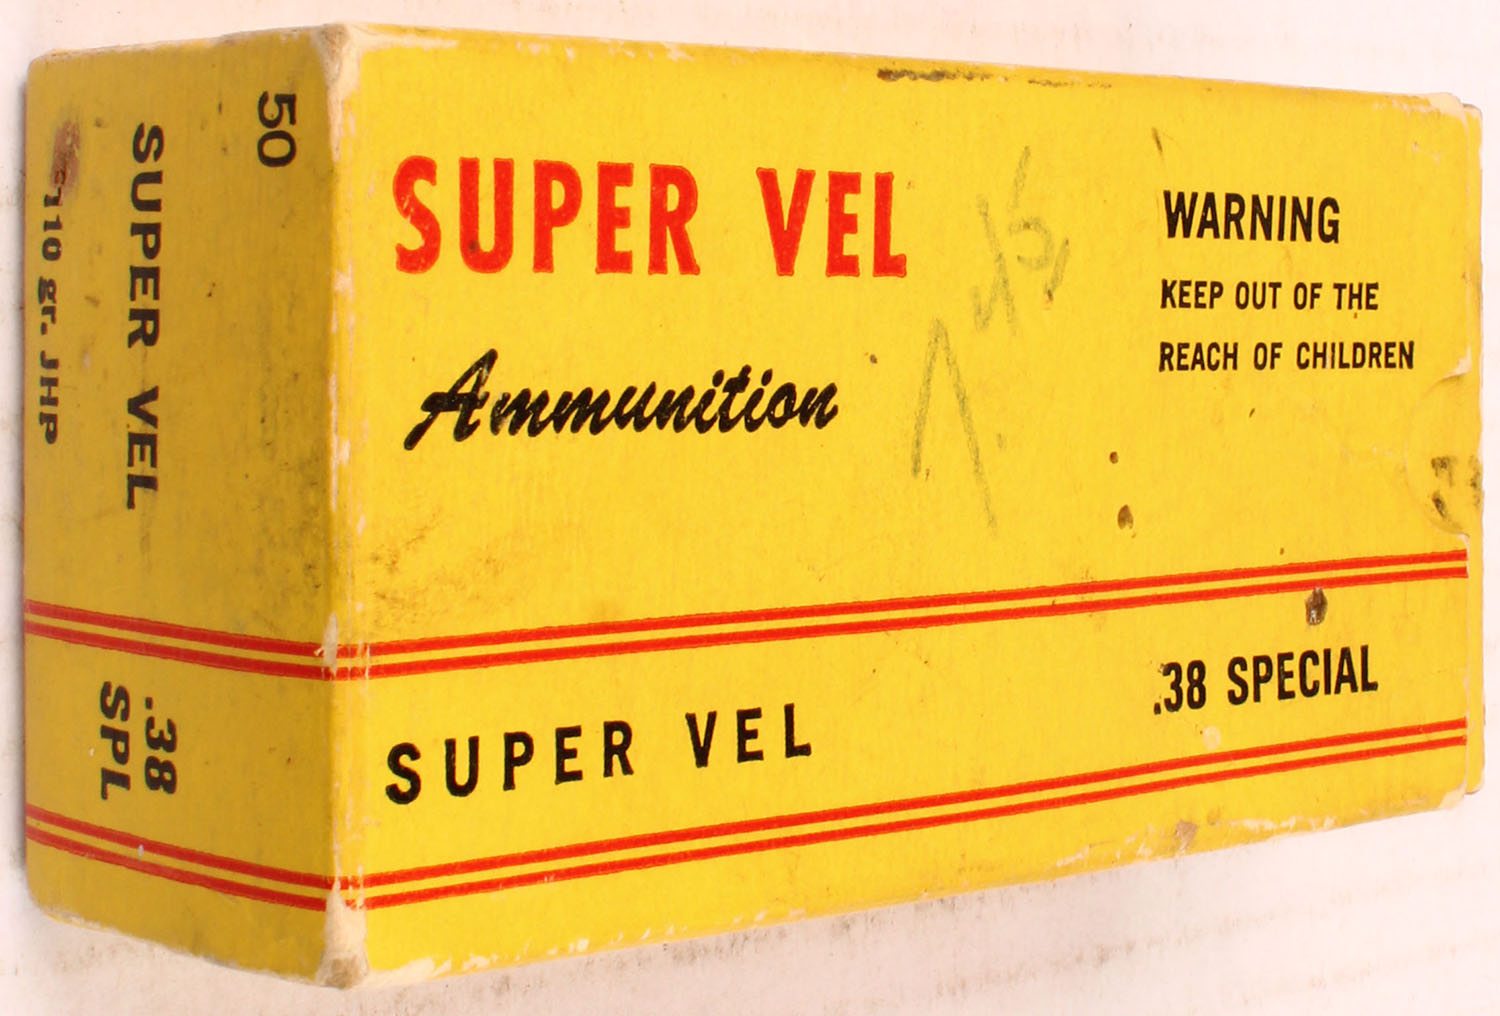 50
SUPER VEL
110 gr. JHP
.38
SPL
SUPER VEL
Ammunition
WARNING
KEEP OUT OF THE
REACH OF CHILDREN
SUPER VEL
.38 SPECIAL